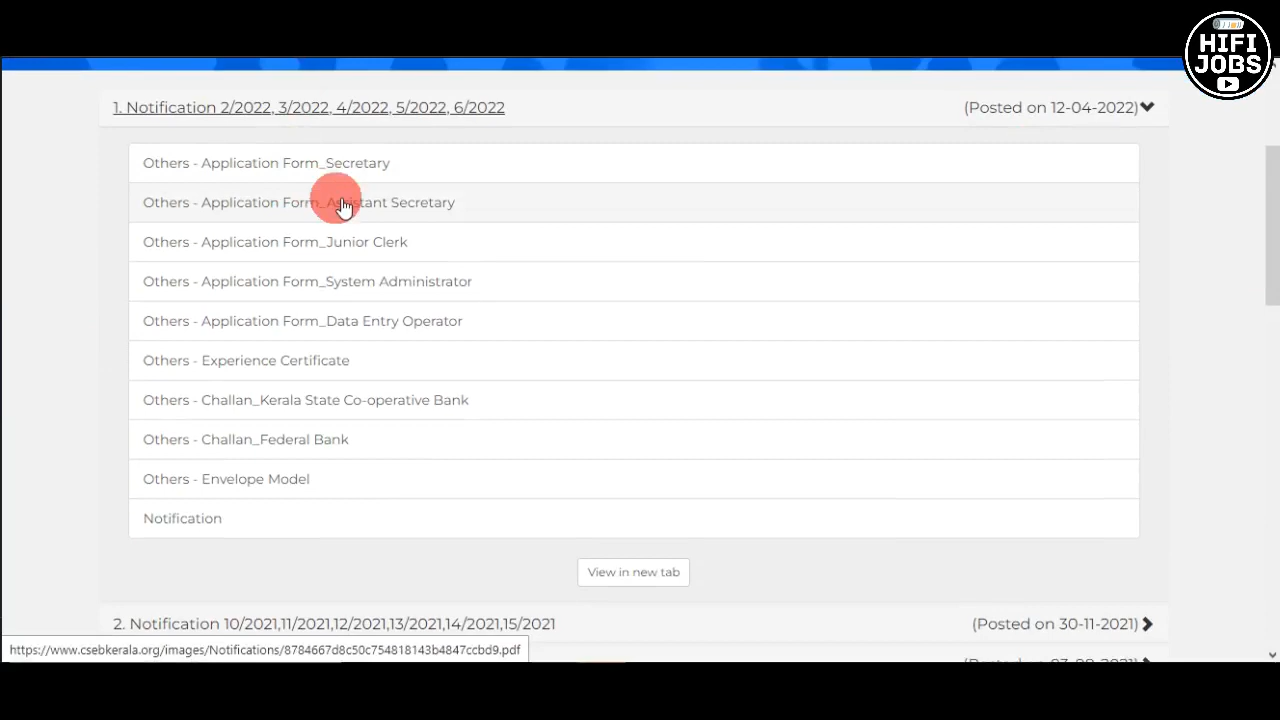 HIFI
JOBS
1. Notification 2/2022, 3/2022, 4/2022, 5/2022, 6/2022 (Posted on 12-04-2022)
Others - Application Form_Secretary
Others - Application Form_Assistant Secretary
Others - Application Form_Junior Clerk
Others - Application Form_System Administrator
Others - Application Form_Data Entry Operator
Others - Experience Certificate
Others - Challan_Kerala State Co-operative Bank
Others - Challan_Federal Bank
Others - Envelope Model
Notification
View in new tab
2. Notification 10/2021,11/2021,12/2021,13/2021,14/2021,15/2021 (Posted on 30-11-2021)
https://www.csebkerala.org/images/Notifications/8784667d8c50c754818143b4847ccbd9.pdf